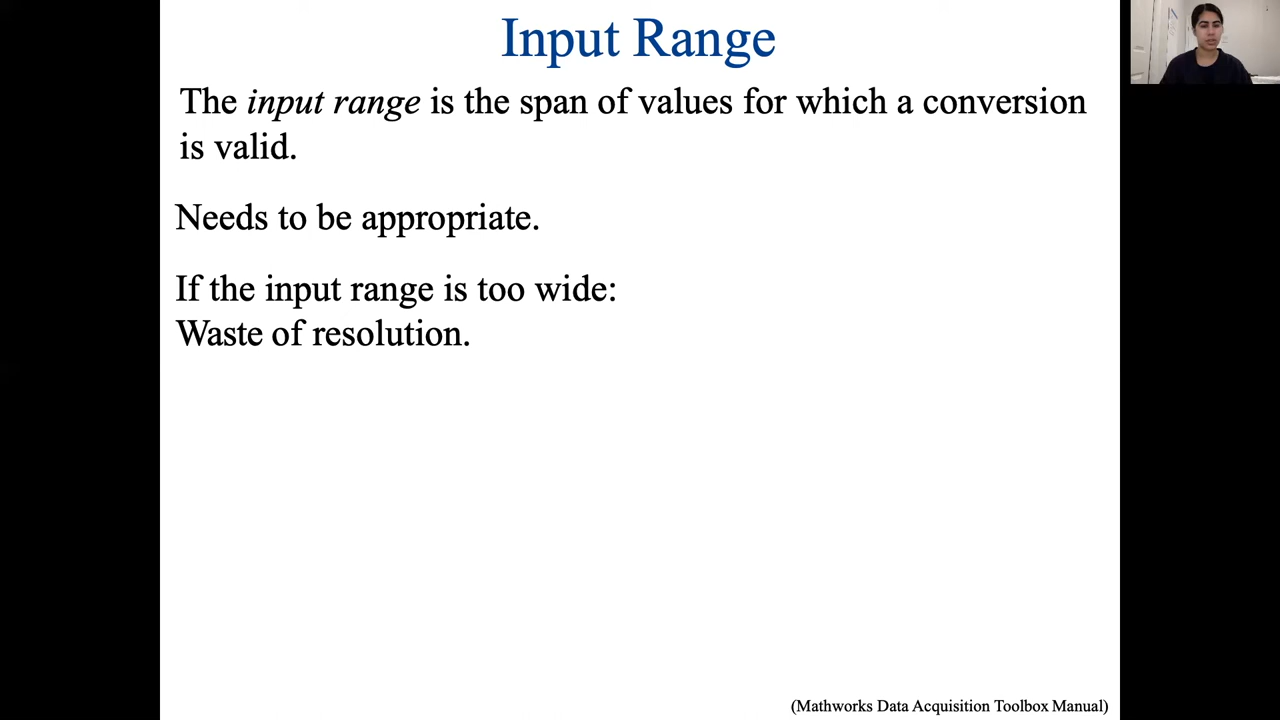 Input Range
The input range is the span of values for which a conversion
is valid.
Needs to be appropriate.
If the input range is too wide:
Waste of resolution.
(Mathworks Data Acquisition Toolbox Manual)